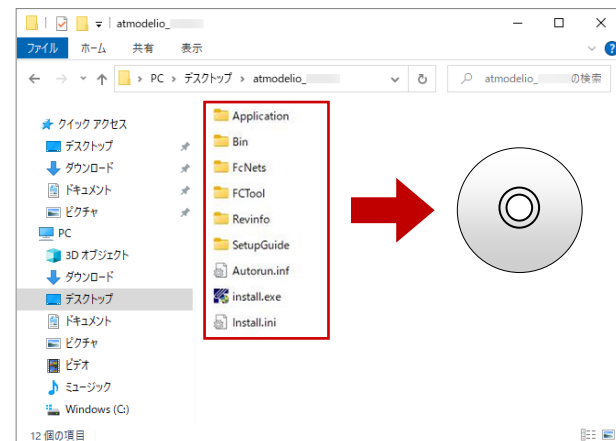 atmodelio_
ファイル ホーム 共有 表示
PC › デスクトップ › atmodelio_
atmodelio_ の検索
クイック アクセス
デスクトップ
ダウンロード
ドキュメント
ピクチャ
PC
3D オブジェクト
ダウンロード
デスクトップ
ドキュメント
ピクチャ
ビデオ
ミュージック
Windows (C:)
Application
Bin
FcNets
FCTool
Revinfo
SetupGuide
Autorun.inf
install.exe
Install.ini
12 個の項目